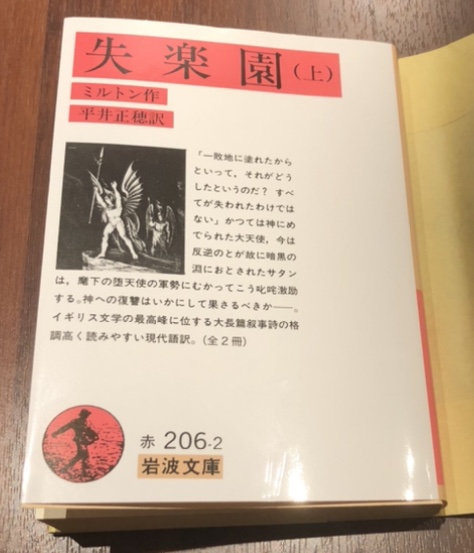 失楽園(上)
ミルトン作
平井正穂訳
「一敗地に塗れたから
といって，それがどう
したというのだ？ すべ
てが失われたわけでは
ない」かつては神にめ
でられた大天使，今は
反逆のとが故に暗黒の
淵におとされたサタン
は，麾下の堕天使の軍勢にむかってこう叱咤激励
する。神への復讐はいかにして果さるべきか――。
イギリス文学の最高峰に位する大長篇叙事詩の格
調高く読みやすい現代語訳。（全２冊）
赤 206-2
岩波文庫